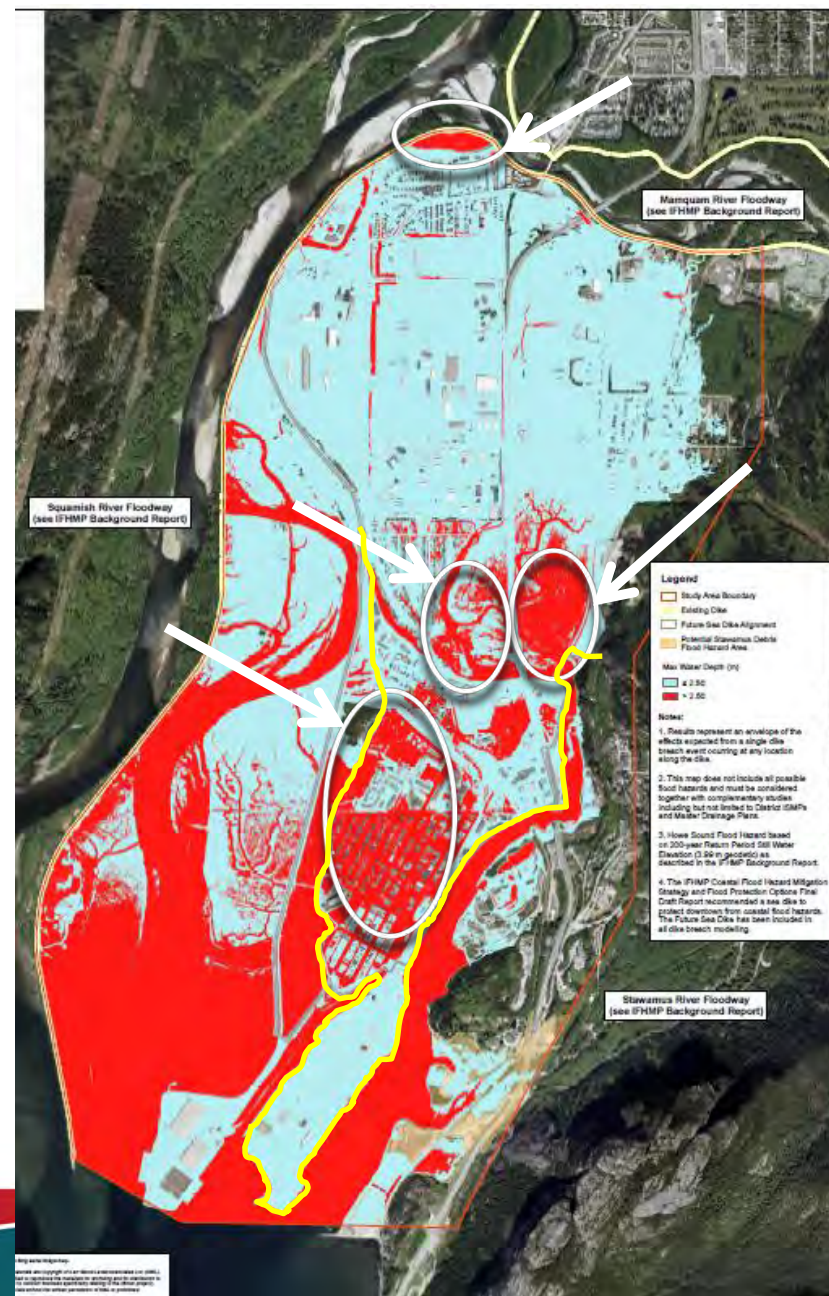 Mamquam River Floodway
(see IFHMP Background Report)
Squamish River Floodway
(see IFHMP Background Report)
Legend
Study Area Boundary
Existing Dike
Future Sea Dike Alignment
Potential Stawamus Debris
Flood Hazard Area
Max Water Depth (m)
≤ 2.50
> 2.50
Notes:
1. Results represent an envelope of the
effects expected from a single dike
breach event occurring at any location
along the dike.
2. This map does not include all possible
flood hazards and must be considered
together with complementary studies
including but not limited to District ISMPs
and Master Drainage Plans.
3. Howe Sound Flood Hazard based
on 200-year Return Period Still Water
Elevation (3.99 m geodetic) as
described in the IFHMP Background Report.
4. The IFHMP Coastal Flood Hazard Mitigation
Strategy and Flood Protection Options Final
Draft Report recommended a sea dike to
protect downtown from coastal flood hazards.
The Future Sea Dike has been included in
all dike breach modelling.
Stawamus River Floodway
(see IFHMP Background Report)